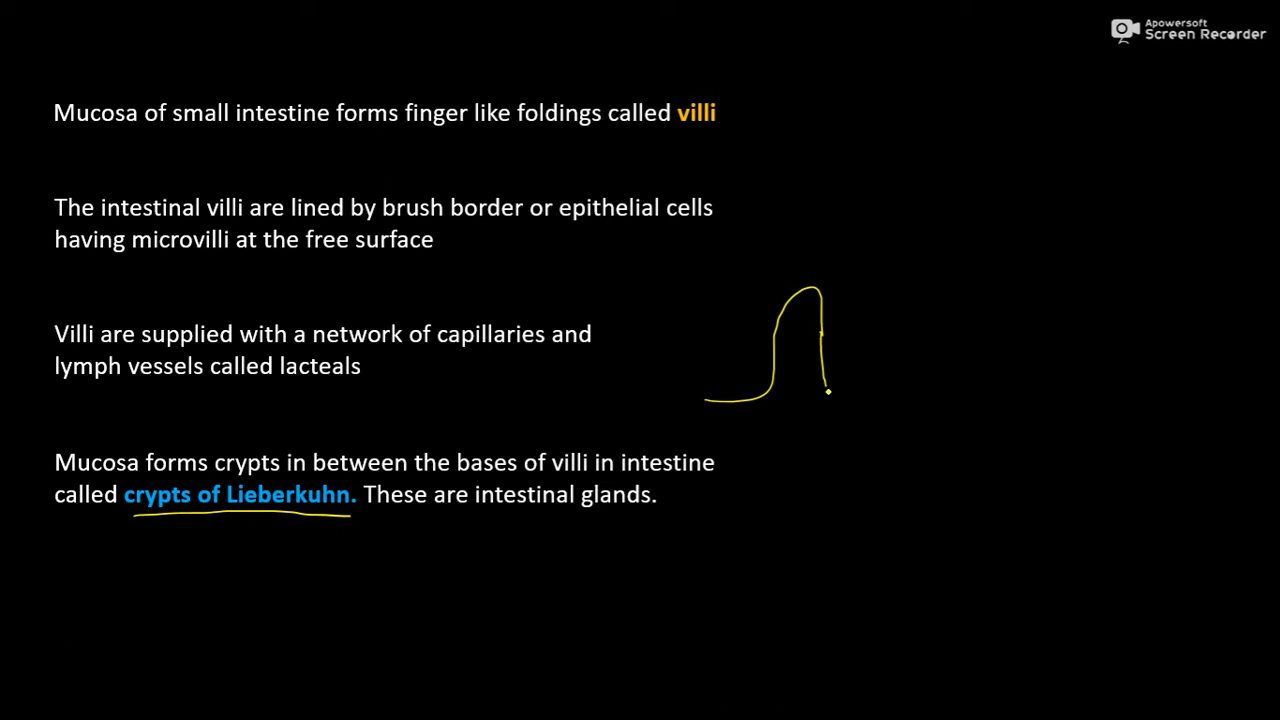 Apowersoft
Screen Recorder
Mucosa of small intestine forms finger like foldings called villi
The intestinal villi are lined by brush border or epithelial cells
having microvilli at the free surface
Villi are supplied with a network of capillaries and
lymph vessels called lacteals
Mucosa forms crypts in between the bases of villi in intestine
called crypts of Lieberkuhn. These are intestinal glands.